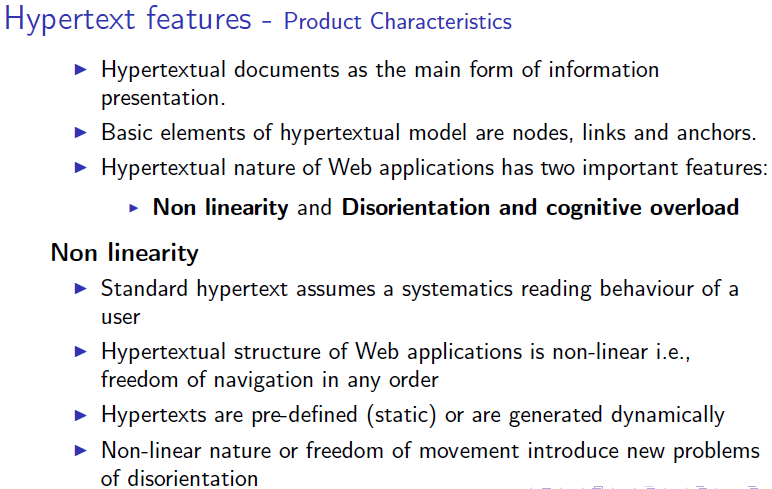 Hypertext features - Product Characteristics
Hypertextual documents as the main form of information
presentation.
Basic elements of hypertextual model are nodes, links and anchors.
Hypertextual nature of Web applications has two important features:
Non linearity and Disorientation and cognitive overload
Non linearity
Standard hypertext assumes a systematics reading behaviour of a
user
Hypertextual structure of Web applications is non-linear i.e.,
freedom of navigation in any order
Hypertexts are pre-defined (static) or are generated dynamically
Non-linear nature or freedom of movement introduce new problems
of disorientation